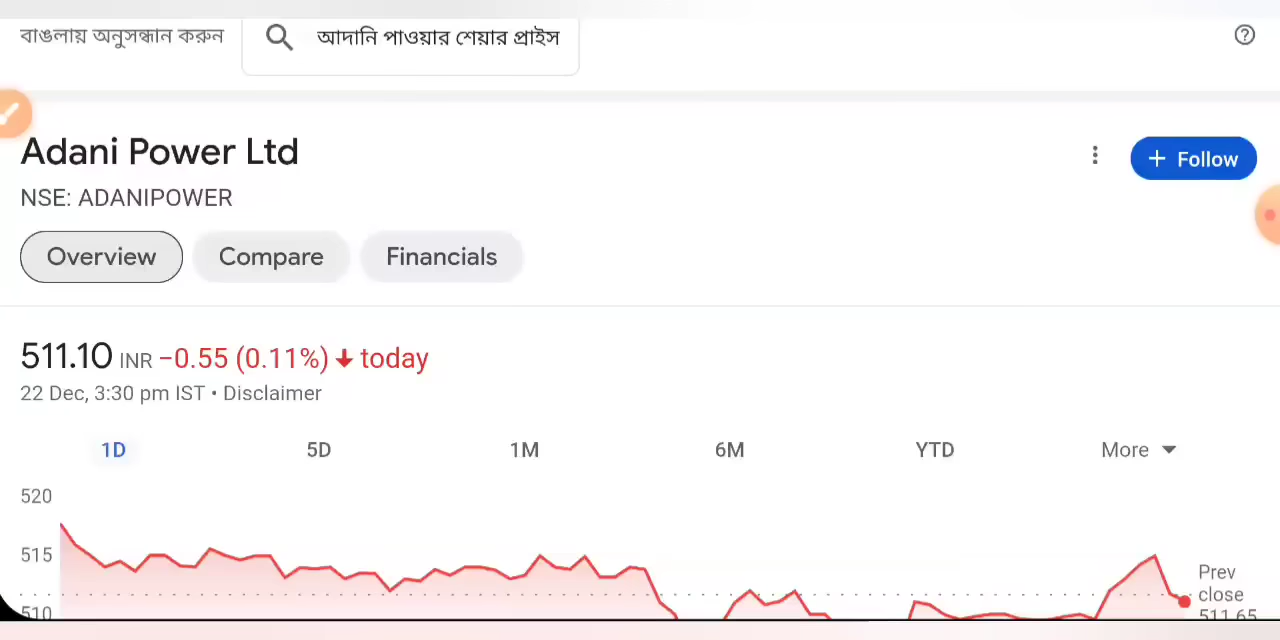 বাঙলায় অনুসন্ধান করুন
আদানি পাওয়ার শেয়ার প্রাইস
Adani Power Ltd
+ Follow
NSE: ADANIPOWER
Overview
Compare
Financials
511.10 INR −0.55 (0.11%) ↓ today
22 Dec, 3:30 pm IST • Disclaimer
1D
5D
1M
6M
YTD
More
520
515
510
Prev
close
511.65